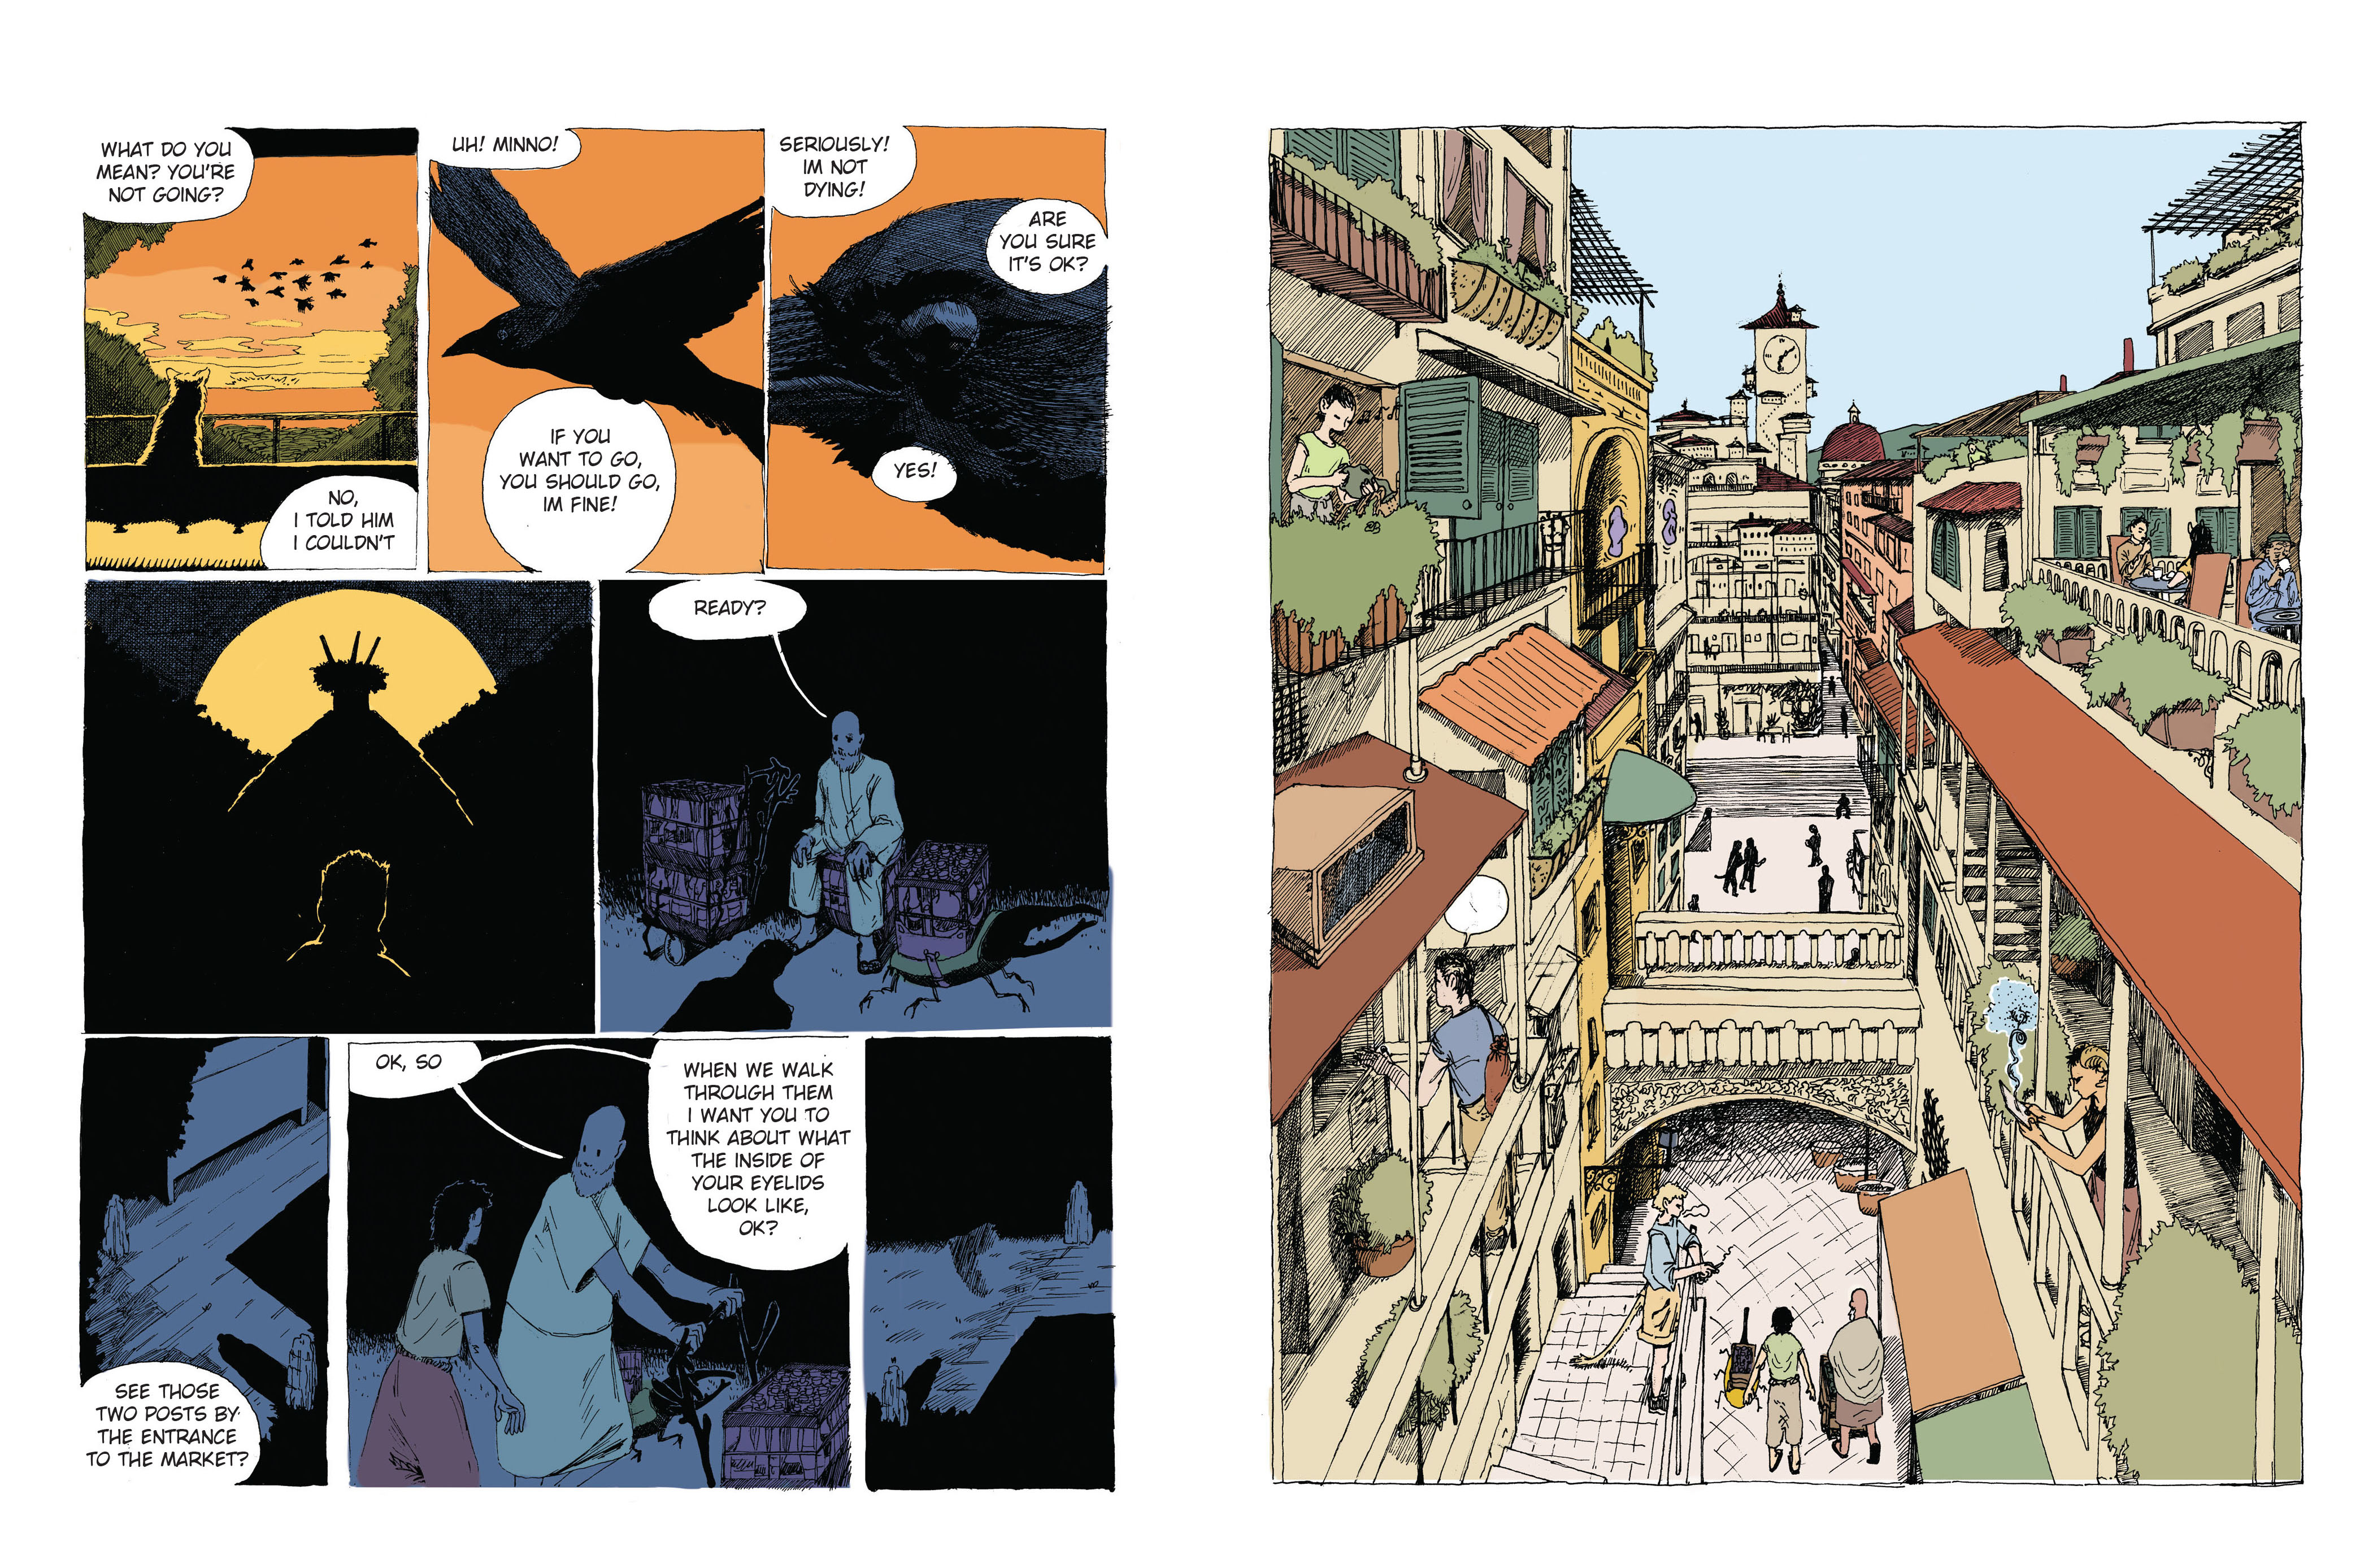 WHAT DO YOU
MEAN? YOU'RE
NOT GOING?
NO,
I TOLD HIM
I COULDN'T
UH! MINNO!
IF YOU
WANT TO GO,
YOU SHOULD GO,
IM FINE!
SERIOUSLY!
IM NOT
DYING!
ARE
YOU SURE
IT'S OK?
YES!
READY?
SEE THOSE
TWO POSTS BY
THE ENTRANCE
TO THE MARKET?
OK, SO
WHEN WE WALK
THROUGH THEM
I WANT YOU TO
THINK ABOUT WHAT
THE INSIDE OF
YOUR EYELIDS
LOOK LIKE,
OK?